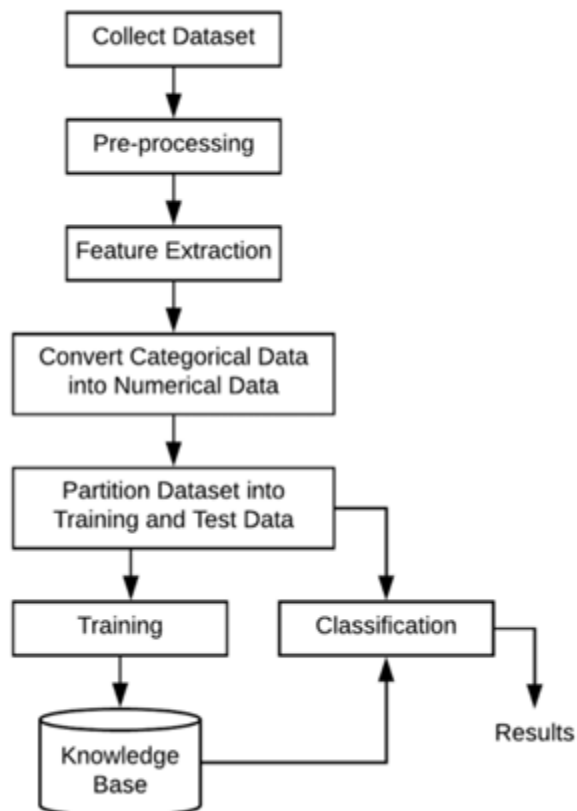 Collect Dataset
Pre-processing
Feature Extraction
Convert Categorical Data
into Numerical Data
Partition Dataset into
Training and Test Data
Training
Classification
Results
Knowledge
Base